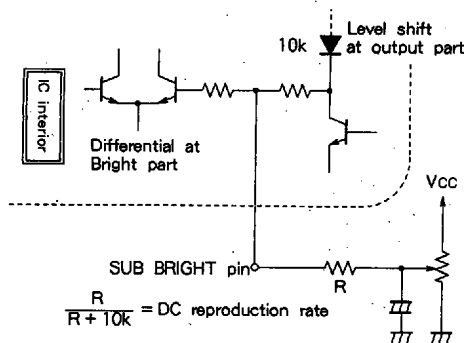 10k
Level shift
at output part
IC interior
Differential at
Bright part
Vcc
SUB BRIGHT pin
R
R
R + 10k
= DC reproduction rate